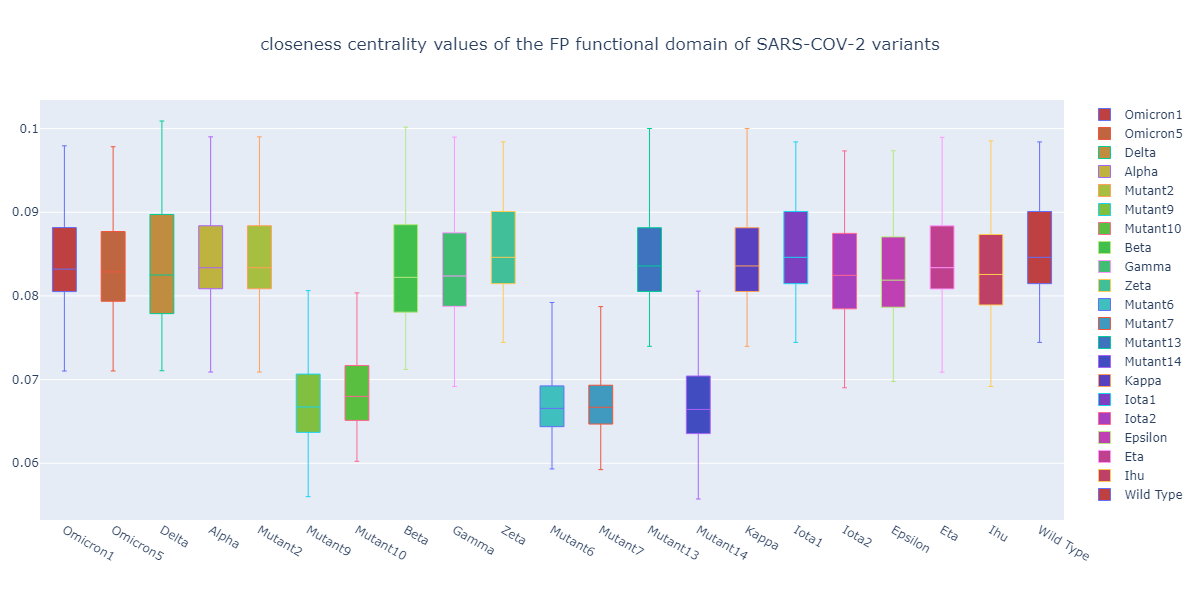 closeness centrality values of the FP functional domain of SARS-COV-2 variants
0.1
0.09
0.08
0.07
0.06
Omicron1
Omicron5
Delta
Alpha
Mutant2
Mutant9
Mutant10
Beta
Gamma
Zeta
Mutant6
Mutant7
Mutant13
Mutant14
Kappa
Iota1
Iota2
Epsilon
Eta
Ihu
Wild Type
Omicron1
Omicron5
Delta
Alpha
Mutant2
Mutant9
Mutant10
Beta
Gamma
Zeta
Mutant6
Mutant7
Mutant13
Mutant14
Kappa
Iota1
Iota2
Epsilon
Eta
Ihu
Wild Type